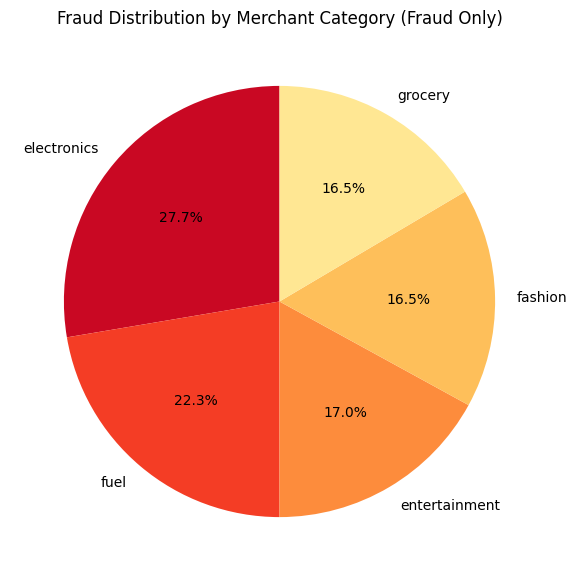 Fraud Distribution by Merchant Category (Fraud Only)
grocery
electronics
16.5%
27.7%
fashion
16.5%
22.3%
17.0%
fuel
entertainment